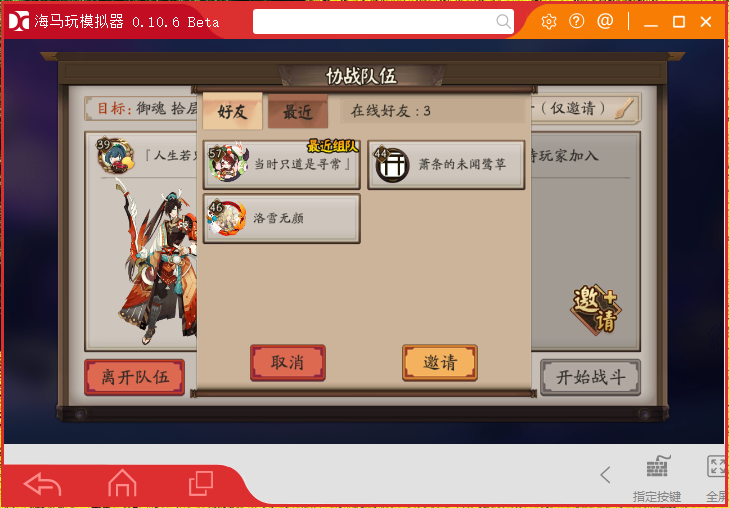 海马玩模拟器 0.10.6 Beta
协战队伍
目标: 御魂 拾层
好友
最近
在线好友 : 3
（仅邀请）
39
「人生若
57
当时只道是寻常」
最近组队
44
萧条的未闻鹭草
待玩家加入
46
洛雪无颜
邀请
离开队伍
取消
邀请
开始战斗
指定按键
全屏